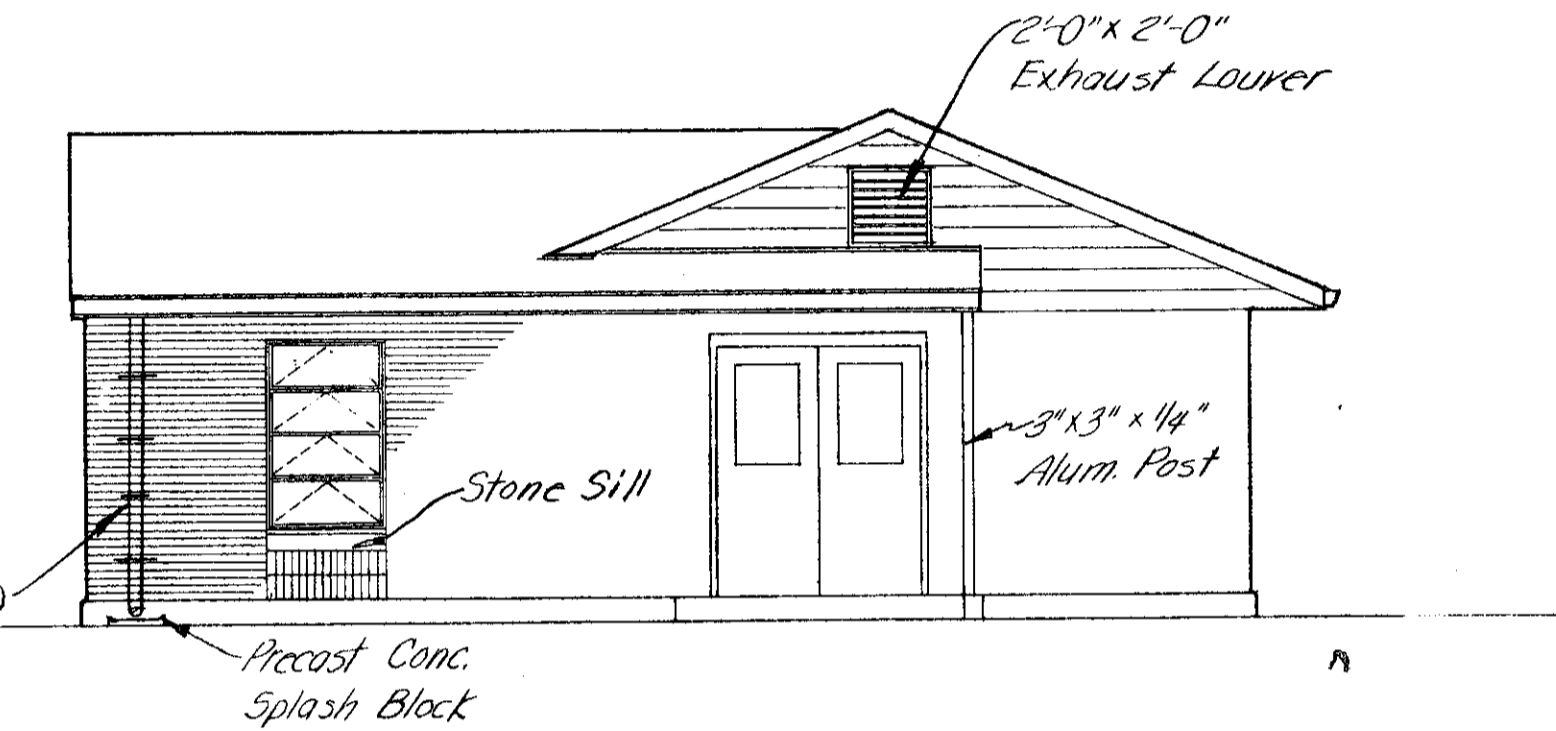 2'-0" x 2'-0"
Exhaust Louver
3" x 3" x 1/4"
Alum. Post
Stone Sill
Precast Conc.
Splash Block